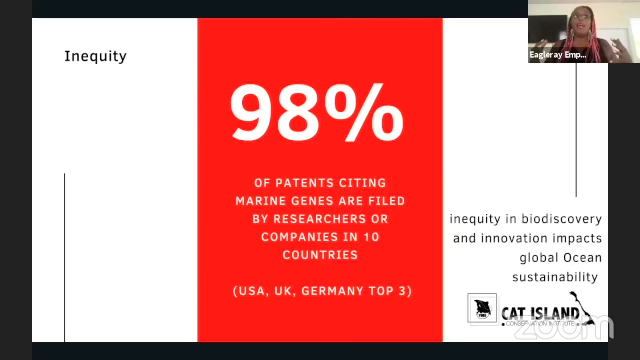 Inequity
98%
OF PATENTS CITING
MARINE GENES ARE FILED
BY RESEARCHERS OR
COMPANIES IN 10
COUNTRIES
(USA, UK, GERMANY TOP 3)
inequity in biodiscovery
and innovation impacts
global Ocean
sustainability
CAT ISLAND
CONSERVATION INSTITUTE
zoom
Eagleray Emp...